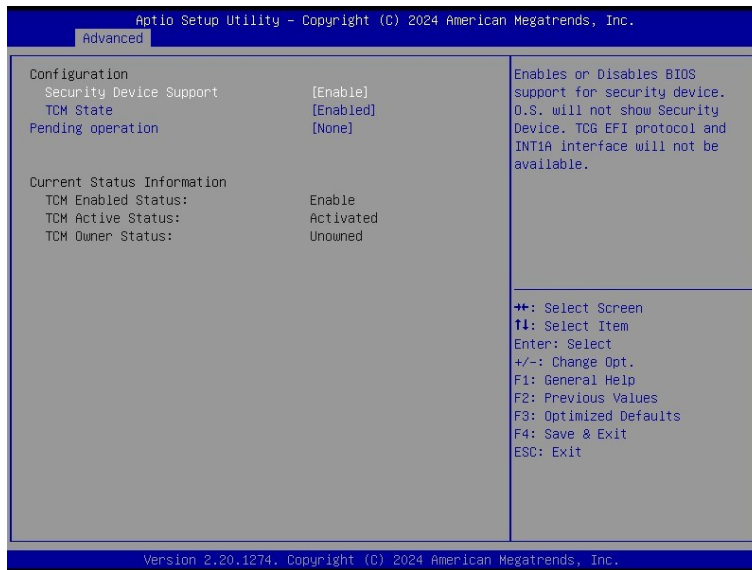 Aptio Setup Utility – Copyright (C) 2024 American Megatrends, Inc.
Advanced
Configuration
Security Device Support [Enable]
TCM State [Enabled]
Pending operation [None]
Current Status Information
TCM Enabled Status: Enable
TCM Active Status: Activated
TCM Owner Status: Unowned
Enables or Disables BIOS
support for security device.
O.S. will not show Security
Device. TCG EFI protocol and
INT1A interface will not be
available.
→←: Select Screen
↑↓: Select Item
Enter: Select
+/-: Change Opt.
F1: General Help
F2: Previous Values
F3: Optimized Defaults
F4: Save & Exit
ESC: Exit
Version 2.20.1274. Copyright (C) 2024 American Megatrends, Inc.